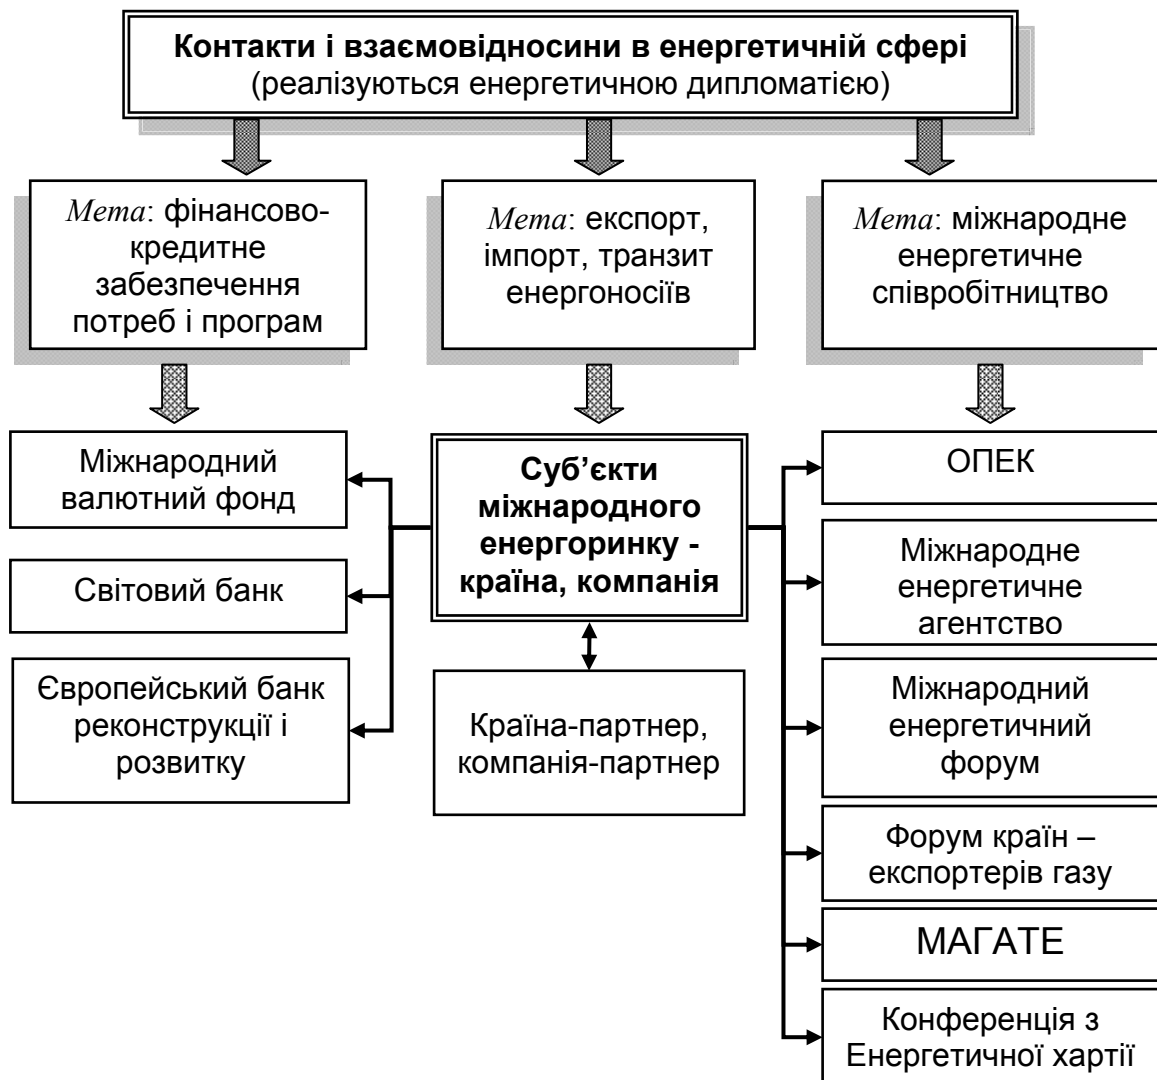 Контакти і взаємовідносини в енергетичній сфері
(реалізуються енергетичною дипломатією)
Мета: фінансово-
кредитне
забезпечення
потреб і програм
Мета: експорт,
імпорт, транзит
енергоносіїв
Мета: міжнародне
енергетичне
співробітництво
Міжнародний
валютний фонд
Світовий банк
Європейський банк
реконструкції і
розвитку
Суб’єкти
міжнародного
енергоринку -
країна, компанія
Країна-партнер,
компанія-партнер
ОПЕК
Міжнародне
енергетичне
агентство
Міжнародний
енергетичний
форум
Форум країн –
експортерів газу
МАГАТЕ
Конференція з
Енергетичної хартії